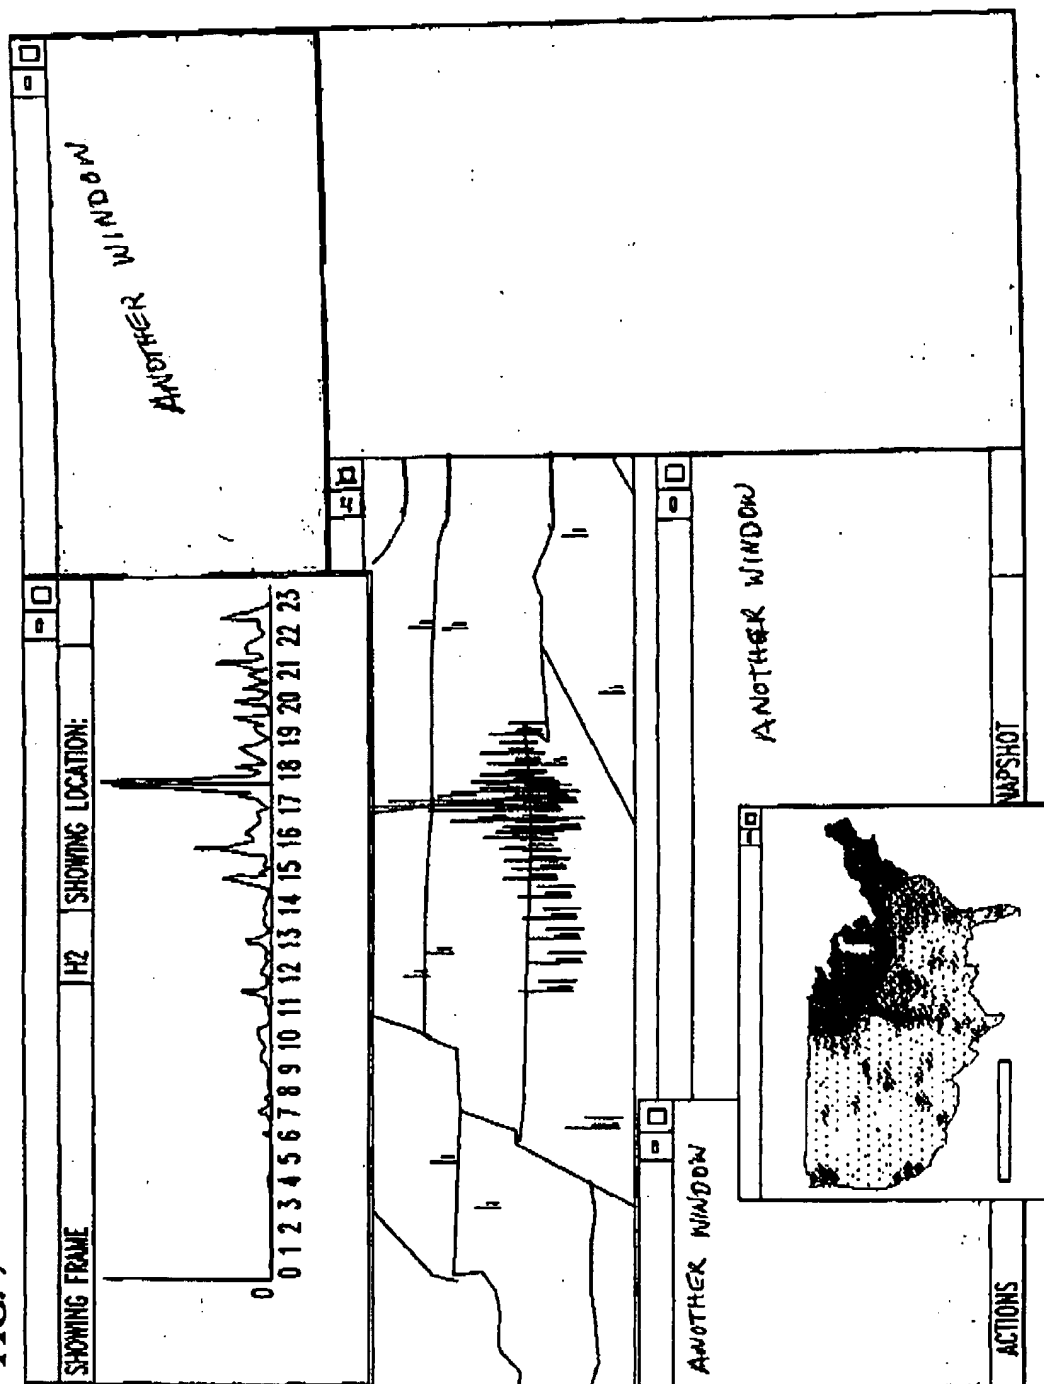 SHOWING FRAME H2 SHOWING LOCATION:
0
0 1 2 3 4 5 6 7 8 9 10 11 12 13 14 15 16 17 18 19 20 21 22 23
ANOTHER WINDOW
ANOTHER WINDOW
ANOTHER WINDOW
ACTIONS
NAPSHOT